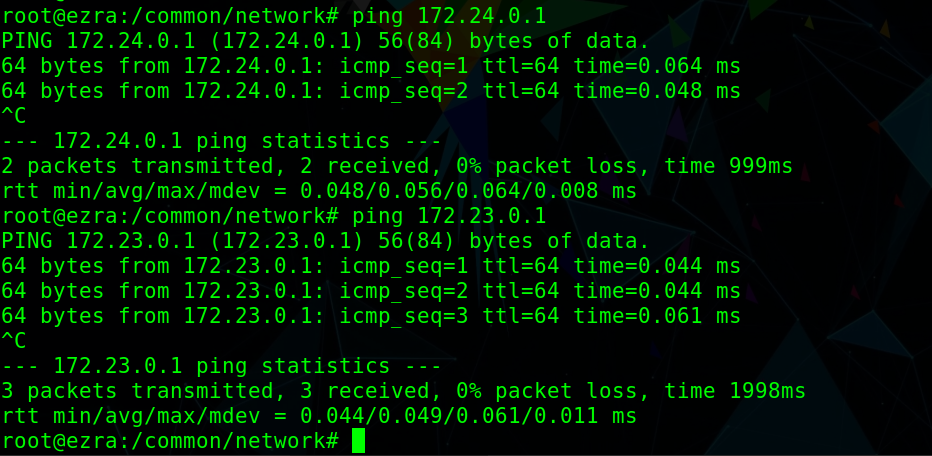 root@ezra:/common/network# ping 172.24.0.1
PING 172.24.0.1 (172.24.0.1) 56(84) bytes of data.
64 bytes from 172.24.0.1: icmp_seq=1 ttl=64 time=0.064 ms
64 bytes from 172.24.0.1: icmp_seq=2 ttl=64 time=0.048 ms
^C
--- 172.24.0.1 ping statistics ---
2 packets transmitted, 2 received, 0% packet loss, time 999ms
rtt min/avg/max/mdev = 0.048/0.056/0.064/0.008 ms
root@ezra:/common/network# ping 172.23.0.1
PING 172.23.0.1 (172.23.0.1) 56(84) bytes of data.
64 bytes from 172.23.0.1: icmp_seq=1 ttl=64 time=0.044 ms
64 bytes from 172.23.0.1: icmp_seq=2 ttl=64 time=0.044 ms
64 bytes from 172.23.0.1: icmp_seq=3 ttl=64 time=0.061 ms
^C
--- 172.23.0.1 ping statistics ---
3 packets transmitted, 3 received, 0% packet loss, time 1998ms
rtt min/avg/max/mdev = 0.044/0.049/0.061/0.011 ms
root@ezra:/common/network#